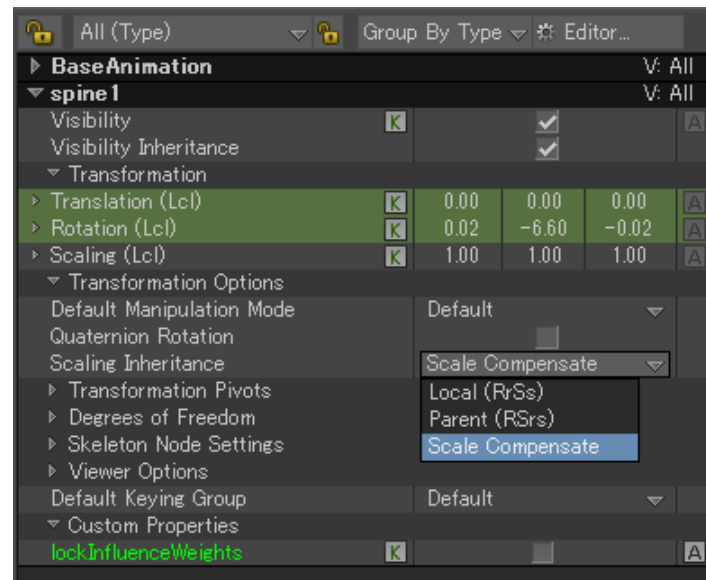 All (Type) Group By Type Editor...
BaseAnimation V: All
spine1 V: All
Visibility K A
Visibility Inheritance
Transformation
Translation (Lcl) K 0.00 0.00 0.00 A
Rotation (Lcl) K 0.02 -6.60 -0.02 A
Scaling (Lcl) K 1.00 1.00 1.00 A
Transformation Options
Default Manipulation Mode Default
Quaternion Rotation
Scaling Inheritance Scale Compensate
Transformation Pivots Local (RrSs)
Degrees of Freedom Parent (RSrs)
Skeleton Node Settings Scale Compensate
Viewer Options
Default Keying Group Default
Custom Properties
lockInfluenceWeights K A